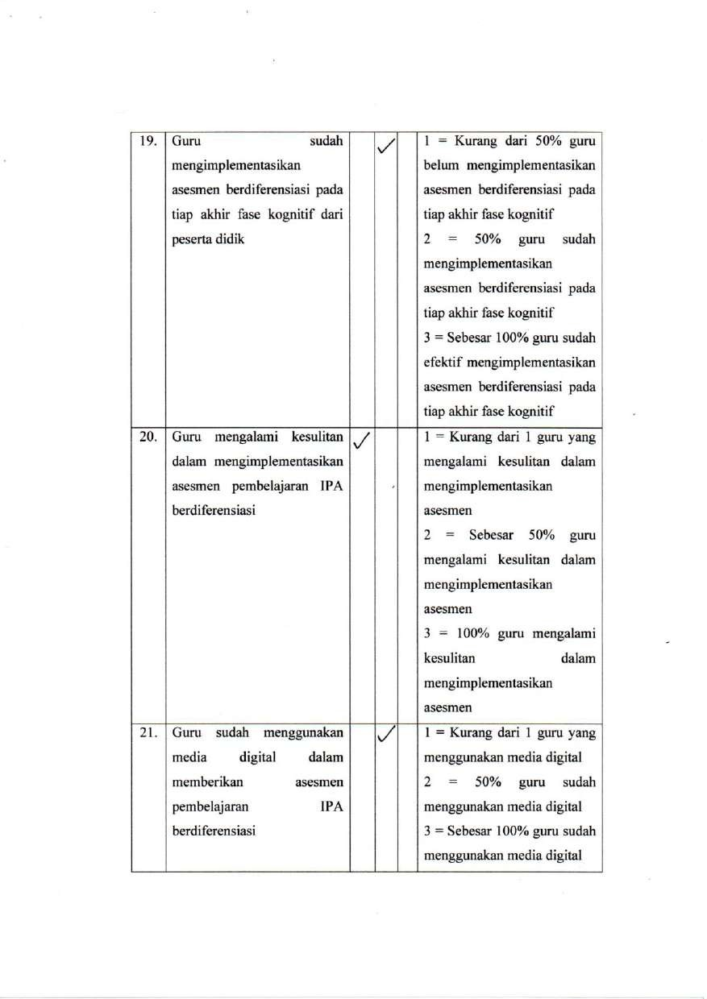 19.
Guru sudah
mengimplementasikan
asesmen berdiferensiasi pada
tiap akhir fase kognitif dari
peserta didik
✓
1 = Kurang dari 50% guru
belum mengimplementasikan
asesmen berdiferensiasi pada
tiap akhir fase kognitif
2 = 50% guru sudah
mengimplementasikan
asesmen berdiferensiasi pada
tiap akhir fase kognitif
3 = Sebesar 100% guru sudah
efektif mengimplementasikan
asesmen berdiferensiasi pada
tiap akhir fase kognitif
20.
Guru mengalami kesulitan
dalam mengimplementasikan
asesmen pembelajaran IPA
berdiferensiasi
✓
1 = Kurang dari 1 guru yang
mengalami kesulitan dalam
mengimplementasikan
asesmen
2 = Sebesar 50% guru
mengalami kesulitan dalam
mengimplementasikan
asesmen
3 = 100% guru mengalami
kesulitan dalam
mengimplementasikan
asesmen
21.
Guru sudah menggunakan
media digital dalam
memberikan asesmen
pembelajaran IPA
berdiferensiasi
✓
1 = Kurang dari 1 guru yang
menggunakan media digital
2 = 50% guru sudah
menggunakan media digital
3 = Sebesar 100% guru sudah
menggunakan media digital